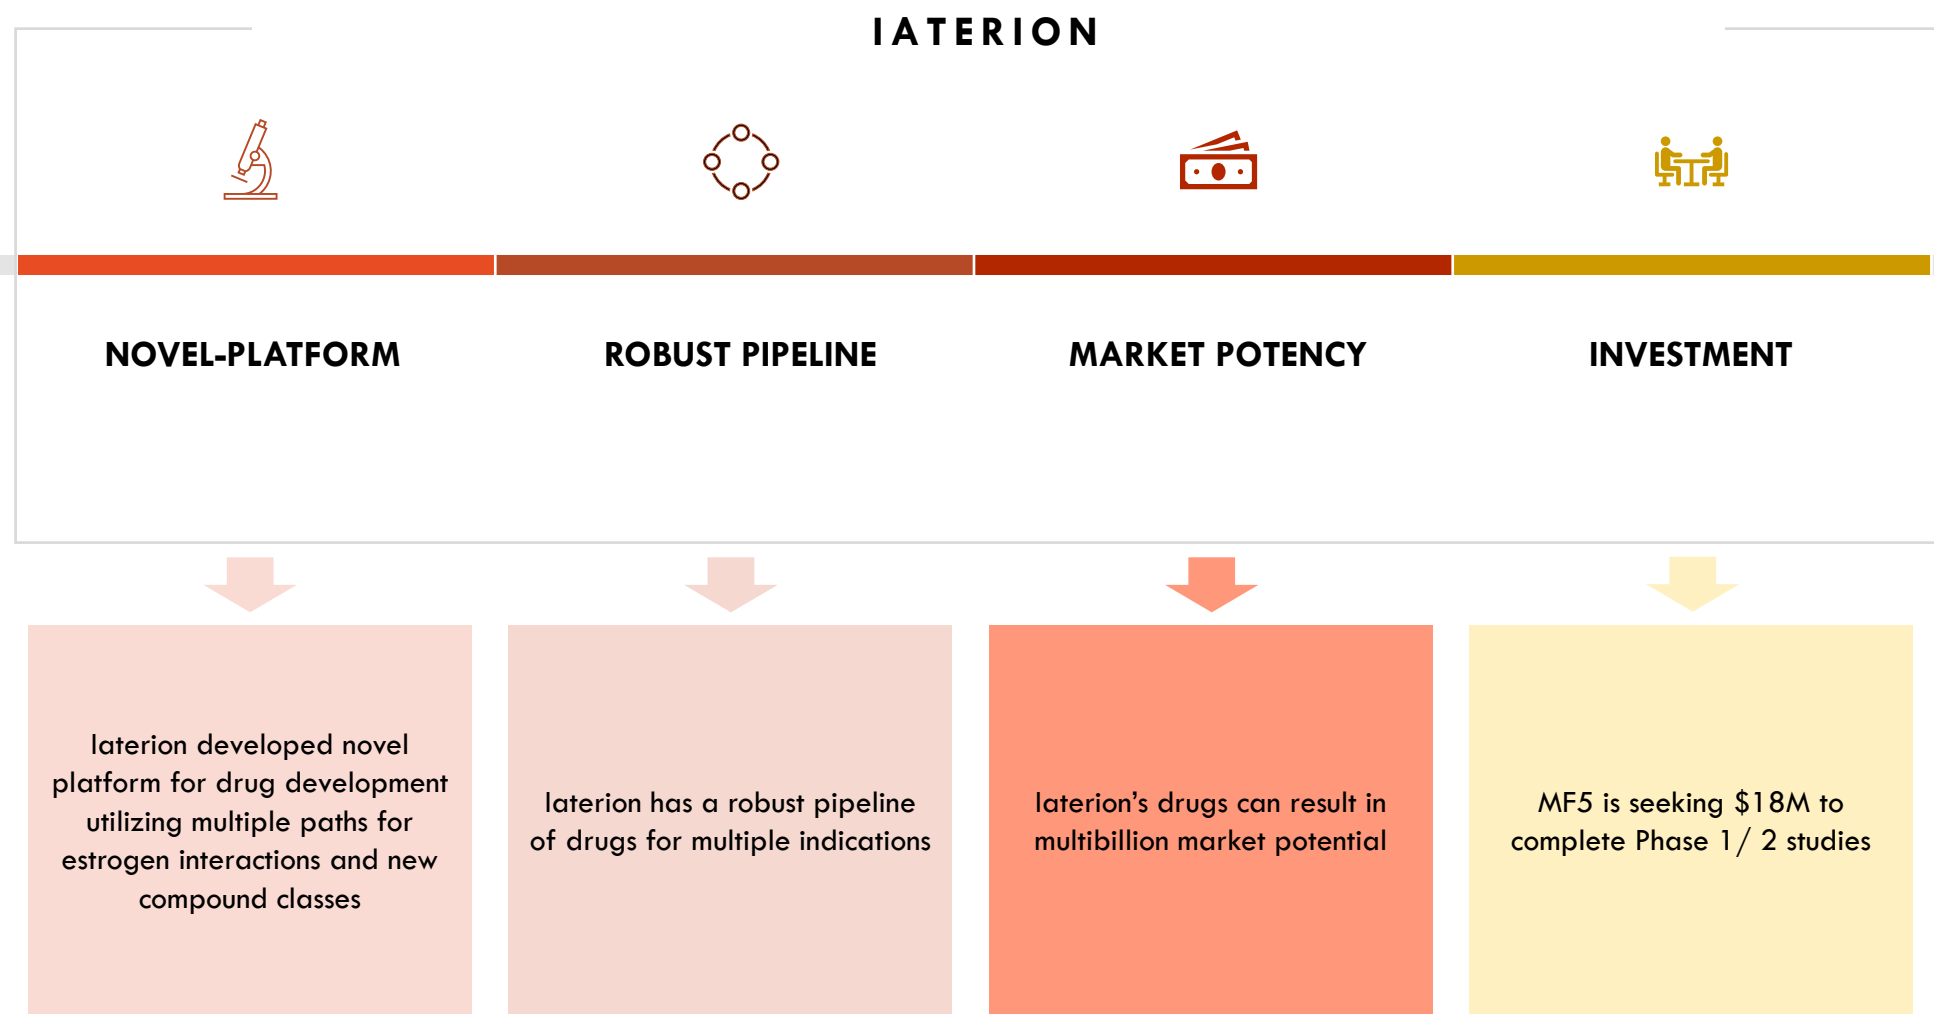 IATERION
NOVEL-PLATFORM
ROBUST PIPELINE
MARKET POTENCY
INVESTMENT
Iaterion developed novel
platform for drug development
utilizing multiple paths for
estrogen interactions and new
compound classes
Iaterion has a robust pipeline
of drugs for multiple indications
Iaterion’s drugs can result in
multibillion market potential
MF5 is seeking $18M to
complete Phase 1/ 2 studies